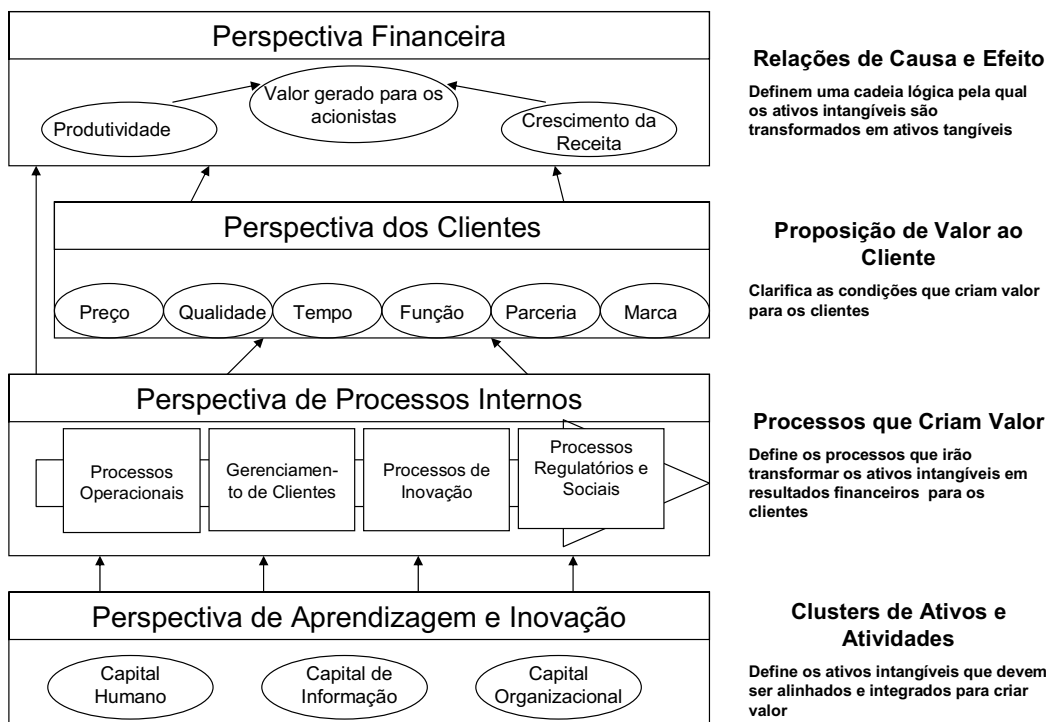 Perspectiva Financeira
Valor gerado para os
acionistas
Produtividade
Crescimento da
Receita
Relações de Causa e Efeito
Definem uma cadeia lógica pela qual
os ativos intangíveis são
transformados em ativos tangíveis
Perspectiva dos Clientes
Preço
Qualidade
Tempo
Função
Parceria
Marca
Proposição de Valor ao
Cliente
Clarifica as condições que criam valor
para os clientes
Perspectiva de Processos Internos
Processos
Operacionais
Gerenciamen-
to de Clientes
Processos de
Inovação
Processos
Regulatórios e
Sociais
Processos que Criam Valor
Define os processos que irão
transformar os ativos intangíveis em
resultados financeiros para os
clientes
Perspectiva de Aprendizagem e Inovação
Capital
Humano
Capital de
Informação
Capital
Organizacional
Clusters de Ativos e
Atividades
Define os ativos intangíveis que devem
ser alinhados e integrados para criar
valor